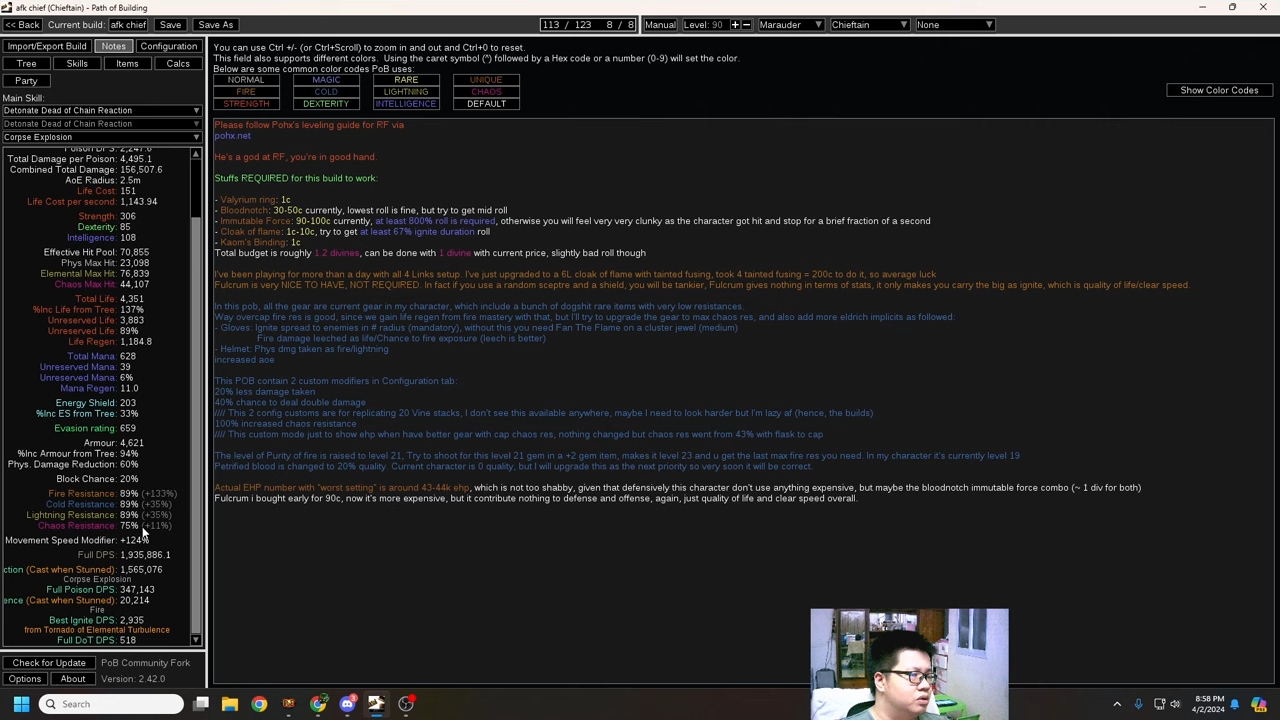 afk chief (Chieftain) - Path of Building
<< Back Current build: afk chief Save Save As 113 / 123 8 / 8 Manual Level: 90 + - Marauder Chieftain None
Import/Export Build Notes Configuration
Tree Skills Items Calcs
Party
Main Skill:
Detonate Dead of Chain Reaction
Detonate Dead of Chain Reaction
Corpse Explosion
Total Damage per Poison: 4,495.1
Combined Total Damage: 156,507.6
AoE Radius: 2.5m
Life Cost: 151
Life Cost per second: 1,143.94
Strength: 306
Dexterity: 85
Intelligence: 108
Effective Hit Pool: 70,855
Phys Max Hit: 23,098
Elemental Max Hit: 76,839
Chaos Max Hit: 44,107
Total Life: 4,351
%Inc Life from Tree: 137%
Unreserved Life: 3,883
Unreserved Life: 89%
Life Regen: 1,184.8
Total Mana: 628
Unreserved Mana: 39
Unreserved Mana: 6%
Mana Regen: 11.0
Energy Shield: 203
%Inc ES from Tree: 33%
Evasion rating: 659
Armour: 4,621
%Inc Armour from Tree: 94%
Phys. Damage Reduction: 60%
Block Chance: 20%
Fire Resistance: 89% (+133%)
Cold Resistance: 89% (+35%)
Lightning Resistance: 89% (+35%)
Chaos Resistance: 75% (+11%)
Movement Speed Modifier: +124%
Full DPS: 1,935,886.1
ction (Cast when Stunned): 1,565,076
Corpse Explosion
Full Poison DPS: 347,143
ence (Cast when Stunned): 20,214
Fire
Best Ignite DPS: 2,935
from Tornado of Elemental Turbulence
Full DoT DPS: 518
Check for Update PoB Community Fork
Options About Version: 2.42.0
You can use Ctrl +/- (or Ctrl+Scroll) to zoom in and out and Ctrl+0 to reset.
This field also supports different colors. Using the caret symbol (^) followed by a Hex code or a number (0-9) will set the color.
Below are some common color codes PoB uses:
NORMAL MAGIC RARE UNIQUE
FIRE COLD LIGHTNING CHAOS
STRENGTH DEXTERITY INTELLIGENCE DEFAULT
Show Color Codes
Please follow Pohx's leveling guide for RF via
pohx.net
He's a god at RF, you're in good hand.
Stuffs REQUIRED for this build to work:
- Valyrium ring: 1c
- Bloodnotch: 30-50c currently, lowest roll is fine, but try to get mid roll
- Immutable Force: 90-100c currently, at least 800% roll is required, otherwise you will feel very very clunky as the character got hit and stop for a brief fraction of a second
- Cloak of flame: 1c-10c, try to get at least 67% ignite duration roll
- Kaom's Binding: 1c
Total budget is roughly 1.2 divines, can be done with 1 divine with current price, slightly bad roll though
I've been playing for more than a day with all 4 Links setup. I've just upgraded to a 6L cloak of flame with tainted fusing, took 4 tainted fusing = 200c to do it, so average luck
Fulcrum is very NICE TO HAVE, NOT REQUIRED. In fact if you use a random sceptre and a shield, you will be tankier, Fulcrum gives nothing in terms of stats, it only makes you carry the big as ignite, which is quality of life/clear speed.
In this pob, all the gear are current gear in my character, which include a bunch of dogshit rare items with very low resistances.
Way overcap fire res is good, since we gain life regen from fire mastery with that, but I'll try to upgrade the gear to max chaos res, and also add more eldrich implicits as followed:
- Gloves: Ignite spread to enemies in # radius (mandatory), without this you need Fan The Flame on a cluster jewel (medium)
Fire damage leeched as life/Chance to fire exposure (leech is better)
- Helmet: Phys dmg taken as fire/lightning
increased aoe
This POB contain 2 custom modifiers in Configuration tab:
20% less damage taken
40% chance to deal double damage
//// This 2 config customs are for replicating 20 Vine stacks, I don't see this available anywhere, maybe I need to look harder but I'm lazy af (hence, the builds)
100% increased chaos resistance
//// This custom mode just to show ehp when have better gear with cap chaos res, nothing changed but chaos res went from 43% with flask to cap
The level of Purity of fire is raised to level 21, Try to shoot for this level 21 gem in a +2 gem item, makes it level 23 and u get the last max fire res you need. In my character it's currently level 19
Petrified blood is changed to 20% quality. Current character is 0 quality, but I will upgrade this as the next priority so very soon it will be correct.
Actual EHP number with "worst setting" is around 43-44k ehp, which is not too shabby, given that defensively this character don't use anything expensive, but maybe the bloodnotch immutable force combo (~ 1 div for both)
Fulcrum i bought early for 90c, now it's more expensive, but it contribute nothing to defense and offense, again, just quality of life and clear speed overall.
Search
3
8:58 PM
4/2/2024